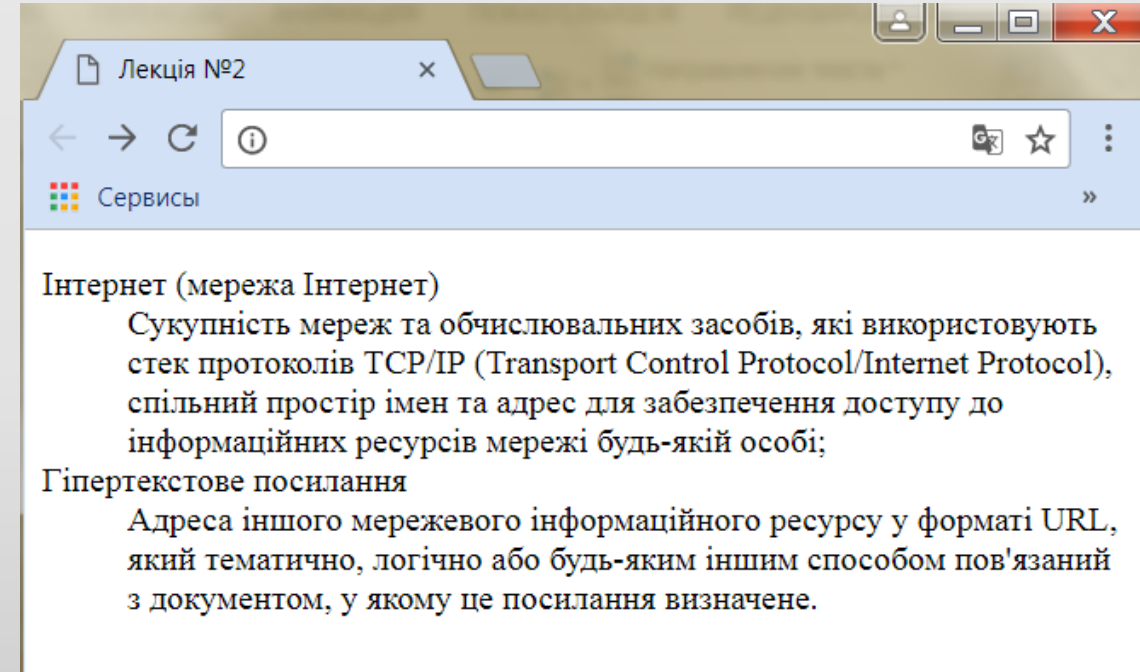 Лекція №2
Сервисы
Інтернет (мережа Інтернет)
Сукупність мереж та обчислювальних засобів, які використовують
стек протоколів TCP/IP (Transport Control Protocol/Internet Protocol),
спільний простір імен та адрес для забезпечення доступу до
інформаційних ресурсів мережі будь-якій особі;
Гіпертекстове посилання
Адреса іншого мережевого інформаційного ресурсу у форматі URL,
який тематично, логічно або будь-яким іншим способом пов'язаний
з документом, у якому це посилання визначене.